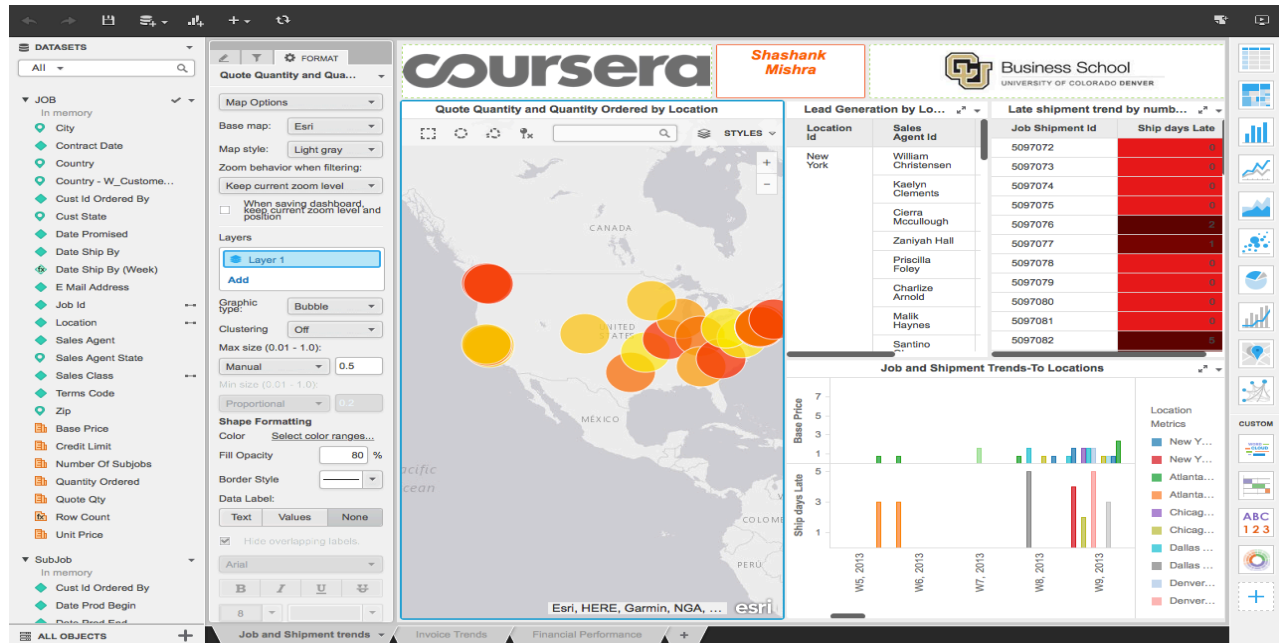 DATASETS
All
JOB
In memory
City
Contract Date
Country
Country - W_Custome...
Cust Id Ordered By
Cust State
Date Promised
Date Ship By
Date Ship By (Week)
E Mail Address
Job Id
Location
Sales Agent
Sales Agent State
Sales Class
Terms Code
Zip
Base Price
Credit Limit
Number Of Subjobs
Quantity Ordered
Quote Qty
Row Count
Unit Price
SubJob
In memory
Cust Id Ordered By
Date Prod Begin
Date Prod End
ALL OBJECTS
FORMAT
Quote Quantity and Qua...
Map Options
Base map: Esri
Map style: Light gray
Zoom behavior when filtering:
Keep current zoom level
When saving dashboard,
keep current zoom level and
position
Layers
Layer 1
Add
Graphic
type: Bubble
Clustering Off
Max size (0.01 - 1.0):
Manual 0.5
Min size (0.01 - 1.0):
Proportional 0.2
Shape Formatting
Color Select color ranges...
Fill Opacity 80 %
Border Style
Data Label:
Text Values None
Hide overlapping labels.
Arial
B I U
8
coursera
Shashank
Mishra
CU
Business School
UNIVERSITY OF COLORADO DENVER
Quote Quantity and Quantity Ordered by Location
STYLES
+
−
CANADA
UNITED
STATES
MÉXICO
acific
cean
COLOM
PERÚ
Esri, HERE, Garmin, NGA, ... esri
Lead Generation by Lo...
Location
Id
Sales
Agent Id
New
York
William
Christensen
Kaelyn
Clements
Cierra
Mccullough
Zaniyah Hall
Priscilla
Foley
Charlize
Arnold
Malik
Haynes
Santino
Late shipment trend by numb...
Job Shipment Id Ship days Late
5097072 0
5097073 0
5097074 0
5097075 0
5097076 2
5097077 1
5097078 0
5097079 0
5097080 0
5097081 0
5097082 5
Job and Shipment Trends-To Locations
Base Price
7
5
3
1
Ship days Late
5
3
1
W5, 2013
W6, 2013
W7, 2013
W8, 2013
W9, 2013
Location
Metrics
New Y...
New Y...
Atlanta...
Atlanta...
Chicag...
Chicag...
Dallas ...
Dallas ...
Denver...
Denver...
CUSTOM
WORD
CLOUD
ABC
123
Job and Shipment trends
Invoice Trends
Financial Performance
+